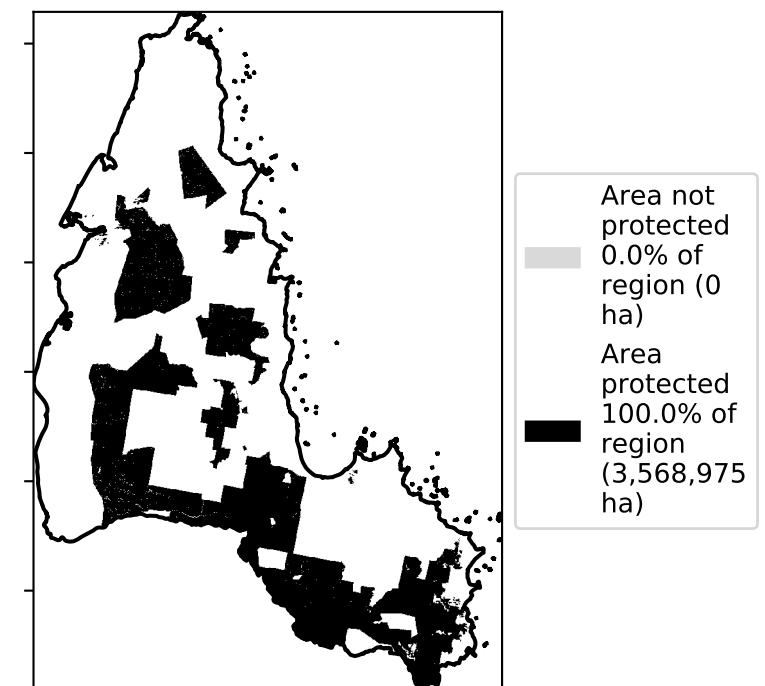 Area not
protected
0.0% of
region (0
ha)
Area
protected
100.0% of
region
(3,568,975
ha)